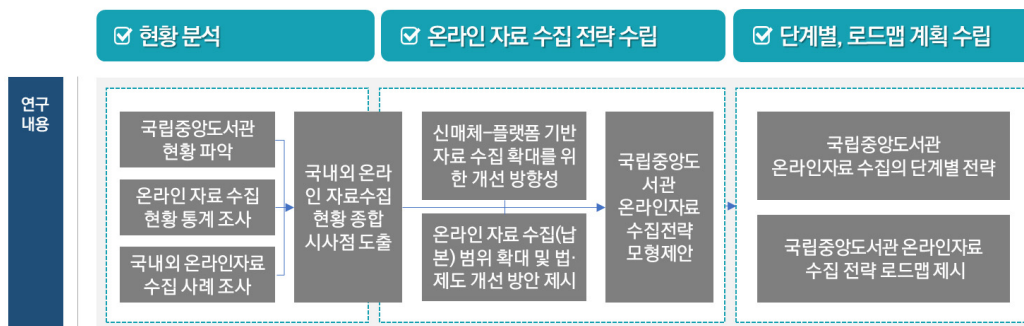 현황 분석
온라인 자료 수집 전략 수립
단계별, 로드맵 계획 수립
연구
내용
국립중앙도서관
현황 파악
온라인 자료 수집
현황 통계 조사
국내외 온라인자료
수집 사례 조사
국내외 온라
인 자료수집
현황 종합
시사점 도출
신매체-플랫폼 기반
자료 수집 확대를 위
한 개선 방향성
온라인 자료 수집(납
본) 범위 확대 및 법·
제도 개선 방안 제시
국립중앙도
서관
온라인자료
수집전략
모형제안
국립중앙도서관
온라인자료 수집의 단계별 전략
국립중앙도서관 온라인자료
수집 전략 로드맵 제시